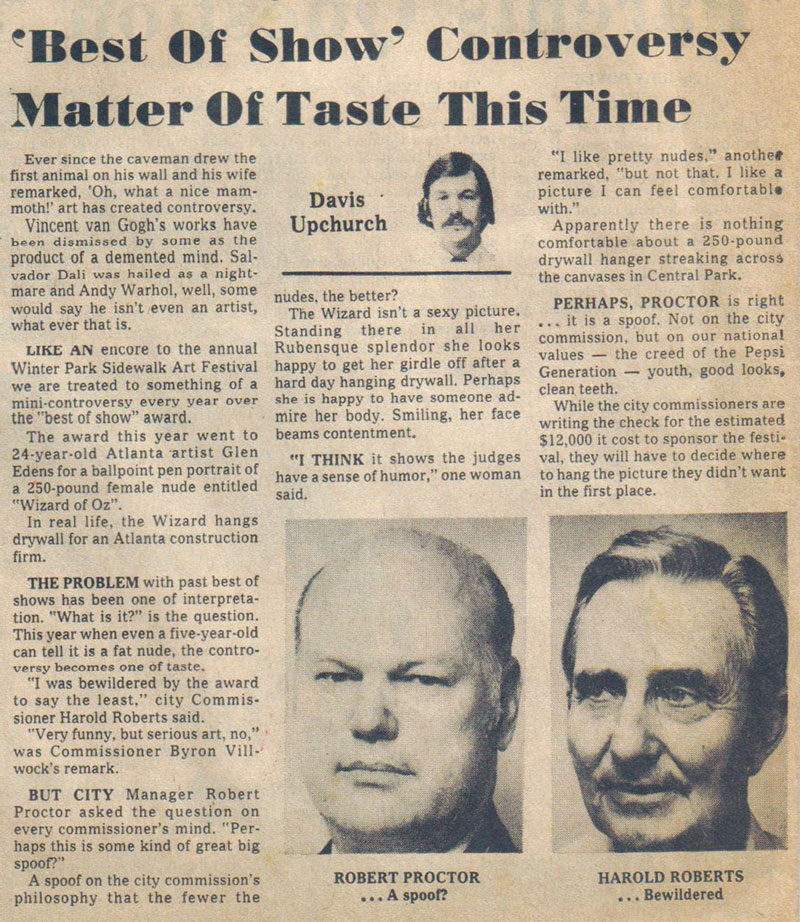 ‘Best Of Show’ Controversy
Matter Of Taste This Time
Ever since the caveman drew the
first animal on his wall and his wife
remarked, 'Oh, what a nice mam-
moth!' art has created controversy.
Vincent van Gogh's works have
been dismissed by some as the
product of a demented mind. Sal-
vador Dali was hailed as a night-
mare and Andy Warhol, well, some
would say he isn't even an artist,
what ever that is.
LIKE AN encore to the annual
Winter Park Sidewalk Art Festival
we are treated to something of a
mini-controversy every year over
the "best of show" award.
The award this year went to
24-year-old Atlanta artist Glen
Edens for a ballpoint pen portrait of
a 250-pound female nude entitled
"Wizard of Oz".
In real life, the Wizard hangs
drywall for an Atlanta construction
firm.
THE PROBLEM with past best of
shows has been one of interpreta-
tion. "What is it?" is the question.
This year when even a five-year-old
can tell it is a fat nude, the contro-
versy becomes one of taste.
"I was bewildered by the award
to say the least," city Commis-
sioner Harold Roberts said.
"Very funny, but serious art, no,"
was Commissioner Byron Vill-
wock's remark.
BUT CITY Manager Robert
Proctor asked the question on
every commissioner's mind. "Per-
haps this is some kind of great big
spoof?"
A spoof on the city commission's
philosophy that the fewer the
Davis
Upchurch
nudes, the better?
The Wizard isn't a sexy picture.
Standing there in all her
Rubensque splendor she looks
happy to get her girdle off after a
hard day hanging drywall. Perhaps
she is happy to have someone ad-
mire her body. Smiling, her face
beams contentment.
"I THINK it shows the judges
have a sense of humor," one woman
said.
"I like pretty nudes," another
remarked, "but not that. I like a
picture I can feel comfortable
with."
Apparently there is nothing
comfortable about a 250-pound
drywall hanger streaking across
the canvases in Central Park.
PERHAPS, PROCTOR is right
. . . it is a spoof. Not on the city
commission, but on our national
values — the creed of the Pepsi
Generation — youth, good looks,
clean teeth.
While the city commissioners are
writing the check for the estimated
$12,000 it cost to sponsor the festi-
val, they will have to decide where
to hang the picture they didn't want
in the first place.
ROBERT PROCTOR
. . . A spoof?
HAROLD ROBERTS
. . . Bewildered